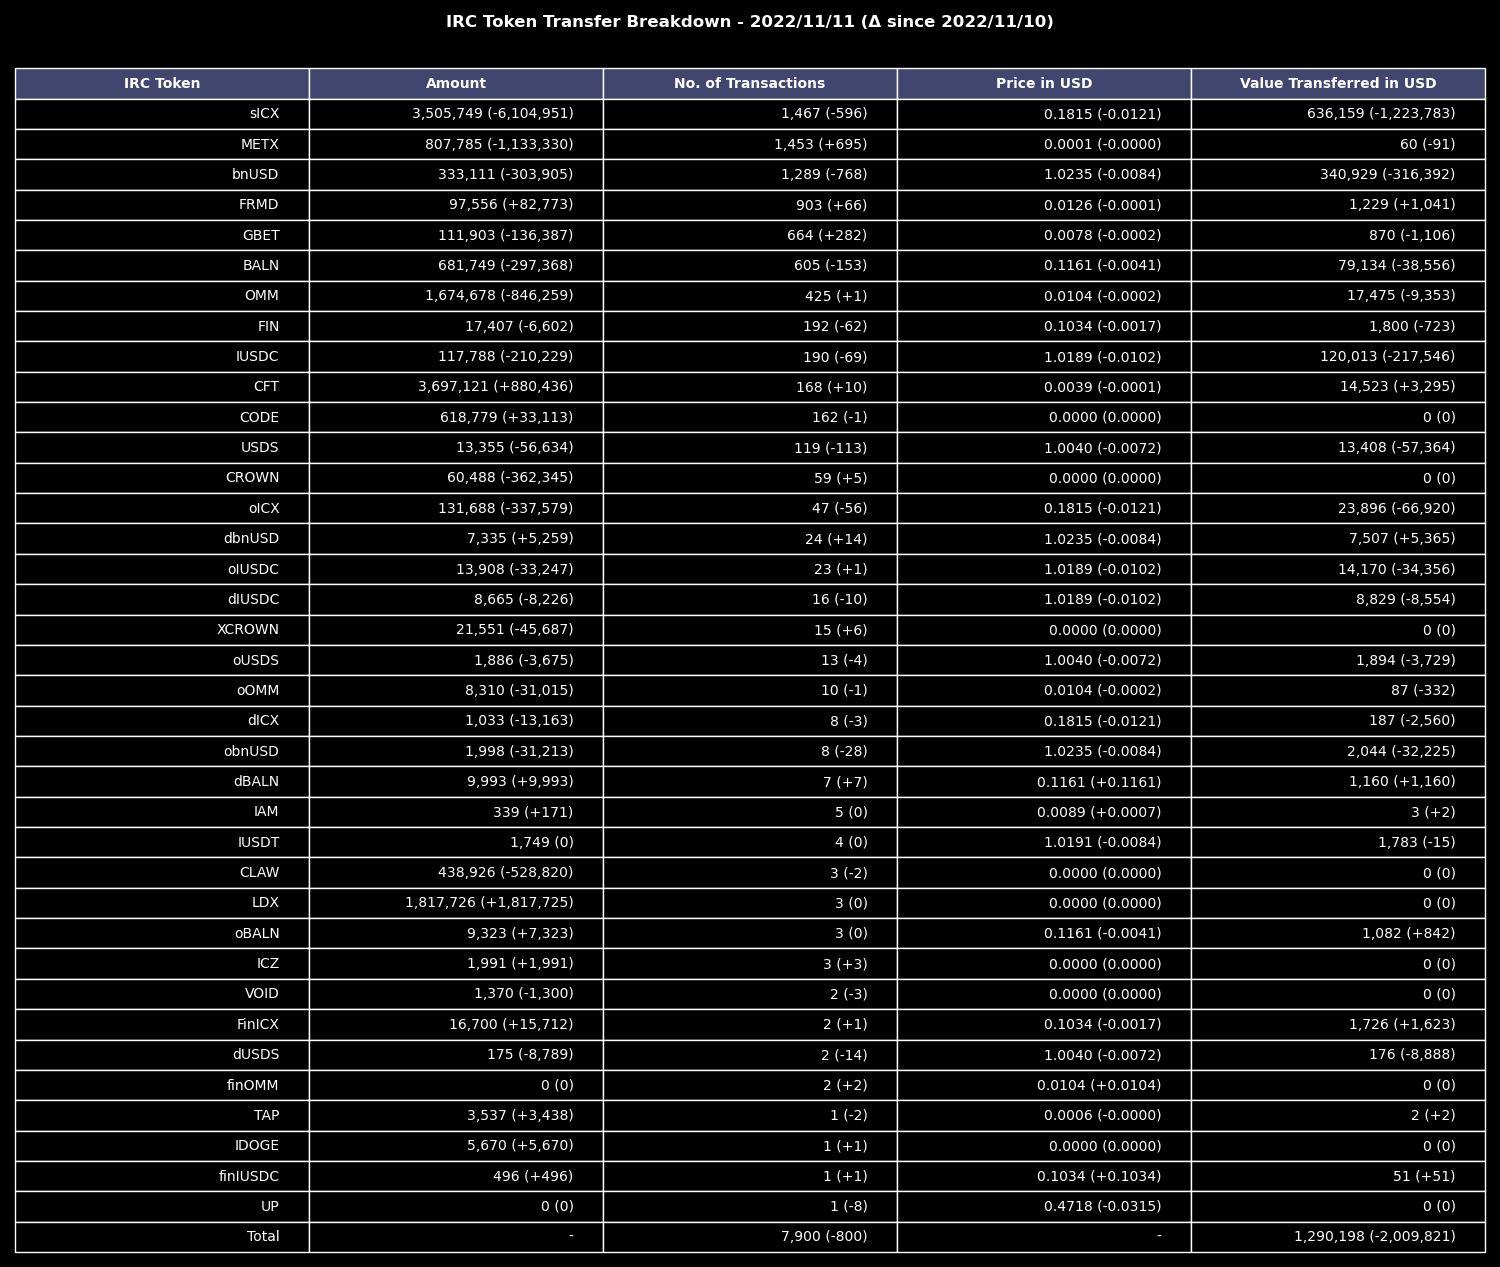 IRC Token Transfer Breakdown - 2022/11/11 (Δ since 2022/11/10)
IRC Token Amount No. of Transactions Price in USD Value Transferred in USD
sICX 3,505,749 (-6,104,951) 1,467 (-596) 0.1815 (-0.0121) 636,159 (-1,223,783)
METX 807,785 (-1,133,330) 1,453 (+695) 0.0001 (-0.0000) 60 (-91)
bnUSD 333,111 (-303,905) 1,289 (-768) 1.0235 (-0.0084) 340,929 (-316,392)
FRMD 97,556 (+82,773) 903 (+66) 0.0126 (-0.0001) 1,229 (+1,041)
GBET 111,903 (-136,387) 664 (+282) 0.0078 (-0.0002) 870 (-1,106)
BALN 681,749 (-297,368) 605 (-153) 0.1161 (-0.0041) 79,134 (-38,556)
OMM 1,674,678 (-846,259) 425 (+1) 0.0104 (-0.0002) 17,475 (-9,353)
FIN 17,407 (-6,602) 192 (-62) 0.1034 (-0.0017) 1,800 (-723)
IUSDC 117,788 (-210,229) 190 (-69) 1.0189 (-0.0102) 120,013 (-217,546)
CFT 3,697,121 (+880,436) 168 (+10) 0.0039 (-0.0001) 14,523 (+3,295)
CODE 618,779 (+33,113) 162 (-1) 0.0000 (0.0000) 0 (0)
USDS 13,355 (-56,634) 119 (-113) 1.0040 (-0.0072) 13,408 (-57,364)
CROWN 60,488 (-362,345) 59 (+5) 0.0000 (0.0000) 0 (0)
oICX 131,688 (-337,579) 47 (-56) 0.1815 (-0.0121) 23,896 (-66,920)
dbnUSD 7,335 (+5,259) 24 (+14) 1.0235 (-0.0084) 7,507 (+5,365)
oIUSDC 13,908 (-33,247) 23 (+1) 1.0189 (-0.0102) 14,170 (-34,356)
dIUSDC 8,665 (-8,226) 16 (-10) 1.0189 (-0.0102) 8,829 (-8,554)
XCROWN 21,551 (-45,687) 15 (+6) 0.0000 (0.0000) 0 (0)
oUSDS 1,886 (-3,675) 13 (-4) 1.0040 (-0.0072) 1,894 (-3,729)
oOMM 8,310 (-31,015) 10 (-1) 0.0104 (-0.0002) 87 (-332)
dICX 1,033 (-13,163) 8 (-3) 0.1815 (-0.0121) 187 (-2,560)
obnUSD 1,998 (-31,213) 8 (-28) 1.0235 (-0.0084) 2,044 (-32,225)
dBALN 9,993 (+9,993) 7 (+7) 0.1161 (+0.1161) 1,160 (+1,160)
IAM 339 (+171) 5 (0) 0.0089 (+0.0007) 3 (+2)
IUSDT 1,749 (0) 4 (0) 1.0191 (-0.0084) 1,783 (-15)
CLAW 438,926 (-528,820) 3 (-2) 0.0000 (0.0000) 0 (0)
LDX 1,817,726 (+1,817,725) 3 (0) 0.0000 (0.0000) 0 (0)
oBALN 9,323 (+7,323) 3 (0) 0.1161 (-0.0041) 1,082 (+842)
ICZ 1,991 (+1,991) 3 (+3) 0.0000 (0.0000) 0 (0)
VOID 1,370 (-1,300) 2 (-3) 0.0000 (0.0000) 0 (0)
FinICX 16,700 (+15,712) 2 (+1) 0.1034 (-0.0017) 1,726 (+1,623)
dUSDS 175 (-8,789) 2 (-14) 1.0040 (-0.0072) 176 (-8,888)
finOMM 0 (0) 2 (+2) 0.0104 (+0.0104) 0 (0)
TAP 3,537 (+3,438) 1 (-2) 0.0006 (-0.0000) 2 (+2)
IDOGE 5,670 (+5,670) 1 (+1) 0.0000 (0.0000) 0 (0)
finIUSDC 496 (+496) 1 (+1) 0.1034 (+0.1034) 51 (+51)
UP 0 (0) 1 (-8) 0.4718 (-0.0315) 0 (0)
Total - 7,900 (-800) - 1,290,198 (-2,009,821)